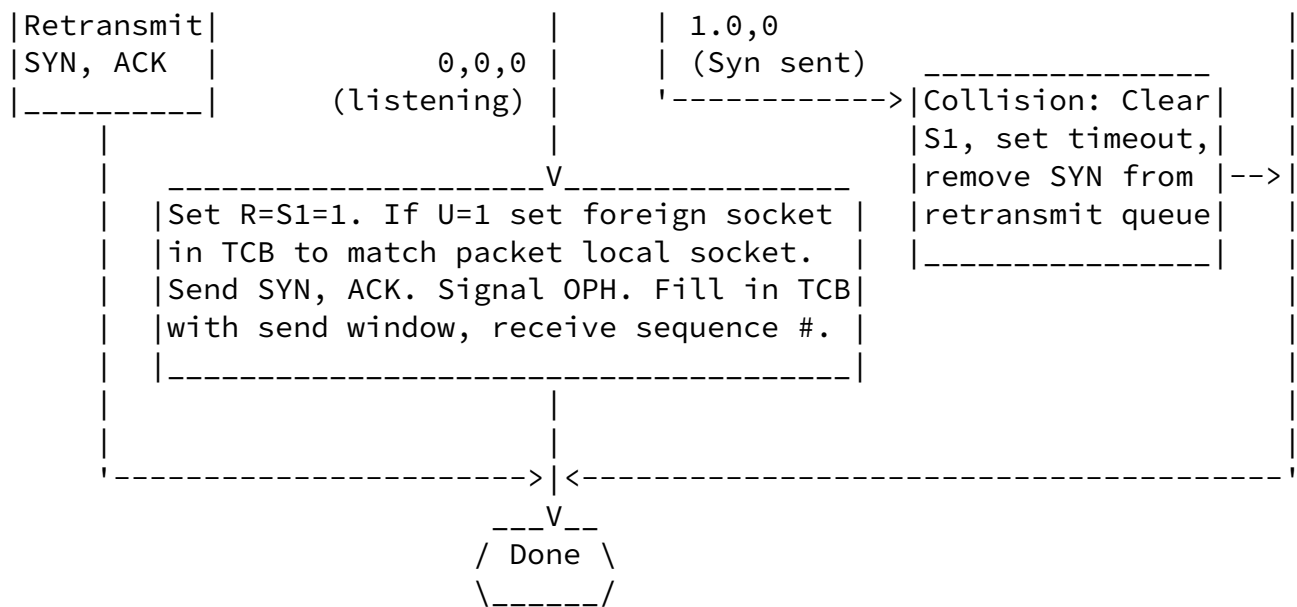 Retransmit
SYN, ACK
0,0,0
(listening)
1.0,0
(Syn sent)
Collision: Clear
S1, set timeout,
remove SYN from
retransmit queue
Set R=S1=1. If U=1 set foreign socket
in TCB to match packet local socket.
Send SYN, ACK. Signal OPH. Fill in TCB
with send window, receive sequence #.
Done